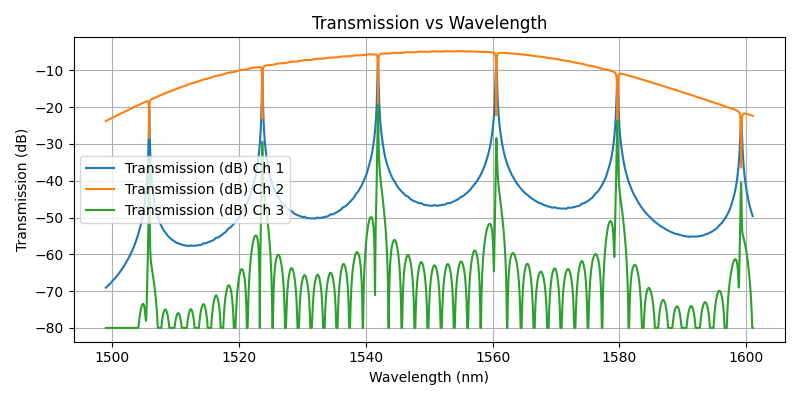 Transmission vs Wavelength
Transmission (dB)
−10
−20
−30
−40
−50
−60
−70
−80
Transmission (dB) Ch 1
Transmission (dB) Ch 2
Transmission (dB) Ch 3
1500 1520 1540 1560 1580 1600
Wavelength (nm)